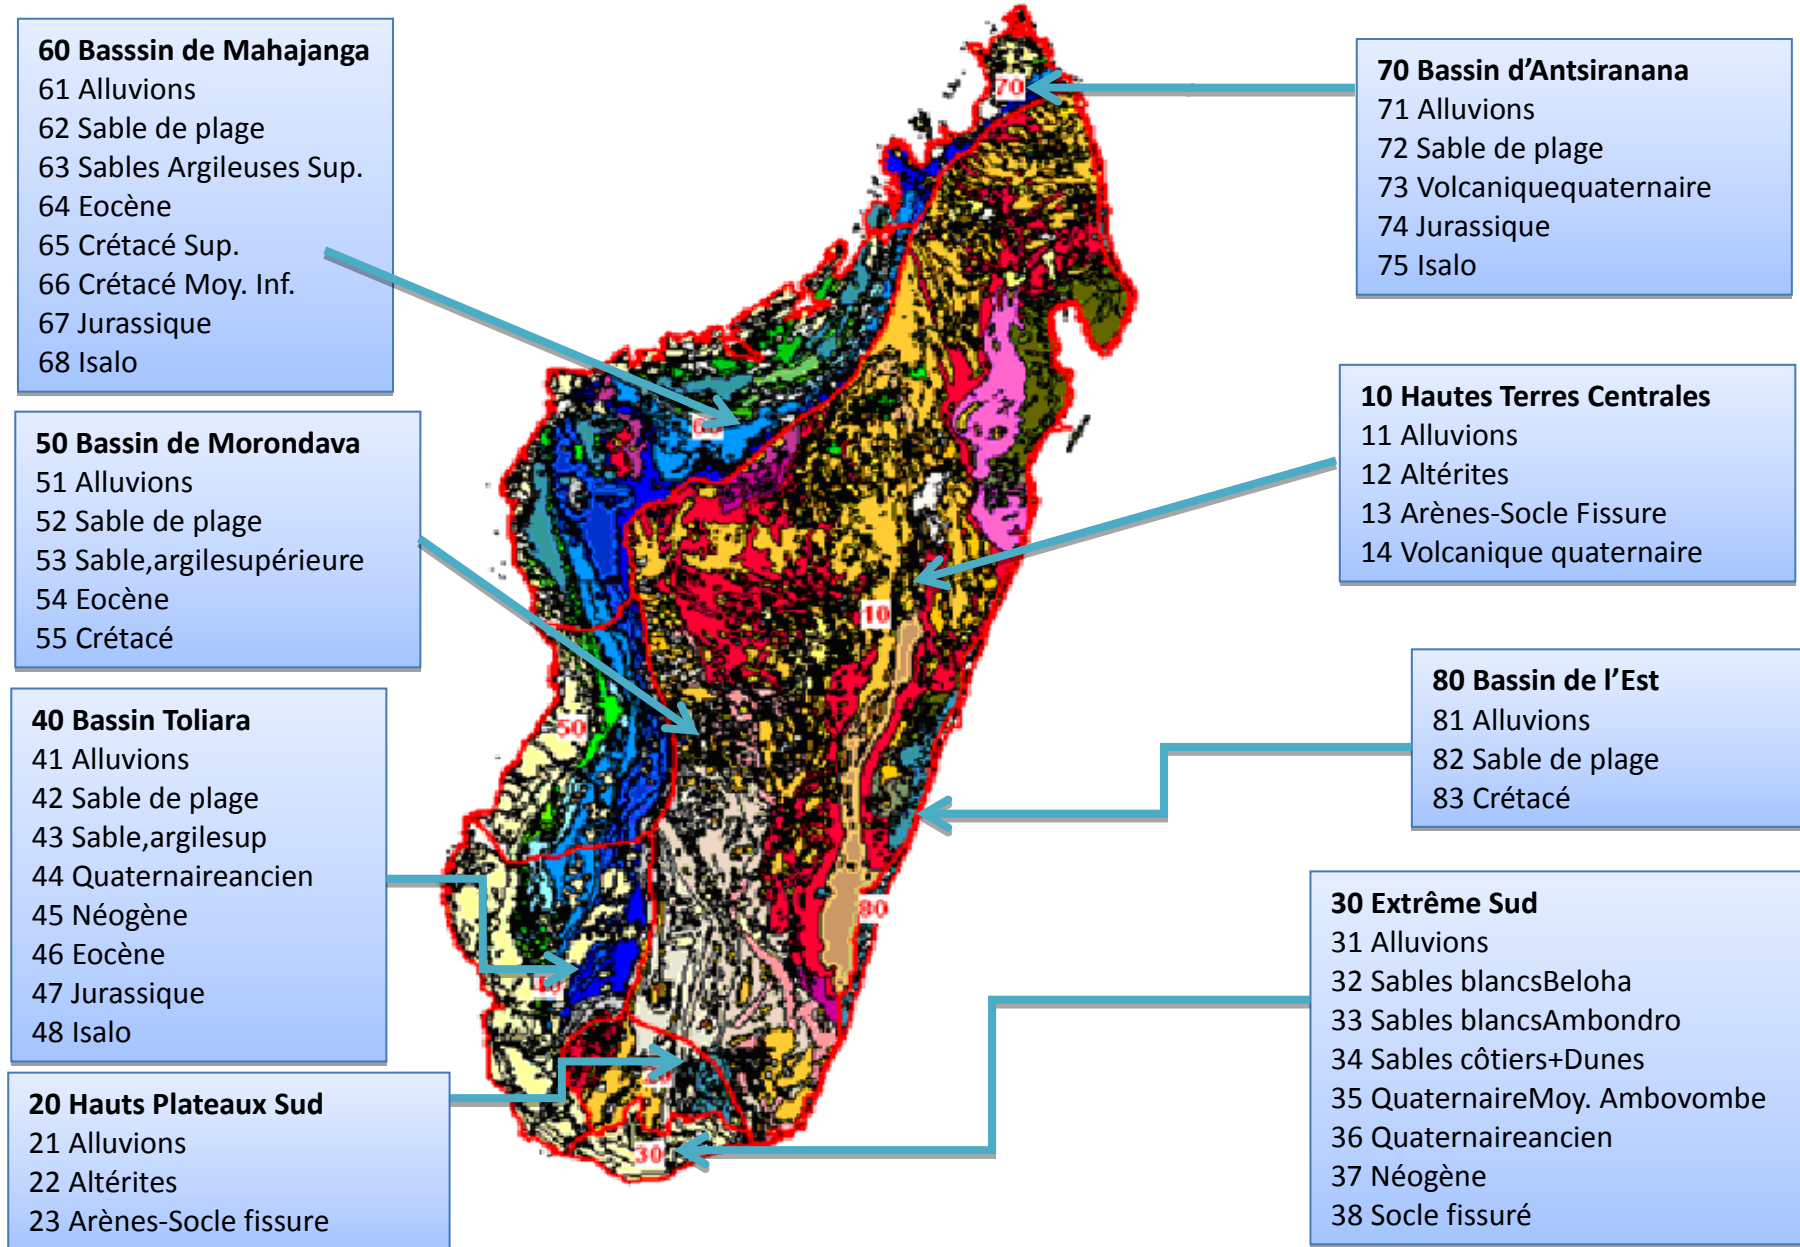 60 Basssin de Mahajanga
61 Alluvions
62 Sable de plage
63 Sables Argileuses Sup.
64 Eocène
65 Crétacé Sup.
66 Crétacé Moy. Inf.
67 Jurassique
68 Isalo
50 Bassin de Morondava
51 Alluvions
52 Sable de plage
53 Sable,argilesupérieure
54 Eocène
55 Crétacé
40 Bassin Toliara
41 Alluvions
42 Sable de plage
43 Sable,argilesup
44 Quaternaireancien
45 Néogène
46 Eocène
47 Jurassique
48 Isalo
20 Hauts Plateaux Sud
21 Alluvions
22 Altérites
23 Arènes-Socle fissure
70
60
10
50
80
30
70 Bassin d’Antsiranana
71 Alluvions
72 Sable de plage
73 Volcaniquequaternaire
74 Jurassique
75 Isalo
10 Hautes Terres Centrales
11 Alluvions
12 Altérites
13 Arènes-Socle Fissure
14 Volcanique quaternaire
80 Bassin de l’Est
81 Alluvions
82 Sable de plage
83 Crétacé
30 Extrême Sud
31 Alluvions
32 Sables blancsBeloha
33 Sables blancsAmbondro
34 Sables côtiers+Dunes
35 QuaternaireMoy. Ambovombe
36 Quaternaireancien
37 Néogène
38 Socle fissuré